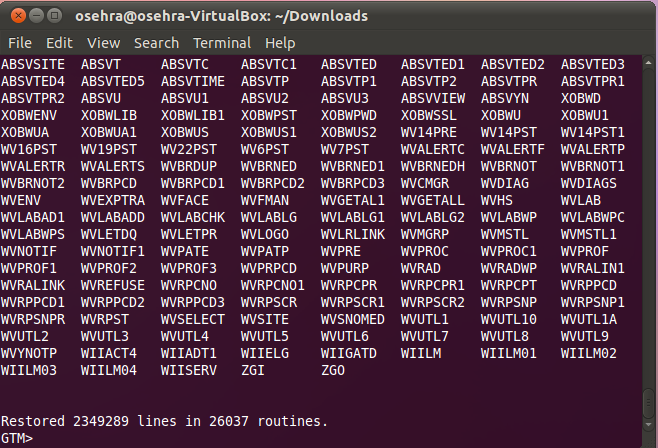 osehra@osehra-VirtualBox: ~/Downloads
File Edit View Search Terminal Help
ABSVSITE ABSVT ABSVTC ABSVTC1 ABSVTED ABSVTED1 ABSVTED2 ABSVTED3
ABSVTED4 ABSVTED5 ABSVTIME ABSVTP ABSVTP1 ABSVTP2 ABSVTPR ABSVTPR1
ABSVTPR2 ABSVU ABSVU1 ABSVU2 ABSVU3 ABSVVIEW ABSVYN XOBWD
XOBWENV XOBWLIB XOBWLIB1 XOBWPST XOBWPWD XOBWSSL XOBWU XOBWU1
XOBWUA XOBWUA1 XOBWUS XOBWUS1 XOBWUS2 WV14PRE WV14PST WV14PST1
WV16PST WV19PST WV22PST WV6PST WV7PST WVALERTC WVALERTF WVALERTP
WVALERTR WVALERTS WVBRDUP WVBRNED WVBRNED1 WVBRNEDH WVBRNOT WVBRNOT1
WVBRNOT2 WVBRPCD WVBRPCD1 WVBRPCD2 WVBRPCD3 WVCMGR WVDIAG WVDIAGS
WVENV WVEXPTRA WVFACE WVFMAN WVGETAL1 WVGETALL WVHS WVLAB
WVLABAD1 WVLABADD WVLABCHK WVLABLG WVLABLG1 WVLABLG2 WVLABWP WVLABWPC
WVLABWPS WVLETDQ WVLETPR WVLOGO WVLRLINK WVMGRP WVMSTL WVMSTL1
WVNOTIF WVNOTIF1 WVPATE WVPATP WVPRE WVPROC WVPROC1 WVPROF
WVPROF1 WVPROF2 WVPROF3 WVPRPCD WVPURP WVRAD WVRADWP WVRALIN1
WVRALINK WVREFUSE WVRPCNO WVRPCNO1 WVRPCPR WVRPCPR1 WVRPCPT WVRPPCD
WVRPPCD1 WVRPPCD2 WVRPPCD3 WVRPSCR WVRPSCR1 WVRPSCR2 WVRPSNP WVRPSNP1
WVRPSNPR WVRPST WVSELECT WVSITE WVSNOMED WVUTL1 WVUTL10 WVUTL1A
WVUTL2 WVUTL3 WVUTL4 WVUTL5 WVUTL6 WVUTL7 WVUTL8 WVUTL9
WVYNOTP WIIACT4 WIIADT1 WIIELG WIIGATD WIILM WIILM01 WIILM02
WIILM03 WIILM04 WIISERV ZGI ZGO
Restored 2349289 lines in 26037 routines.
GTM>